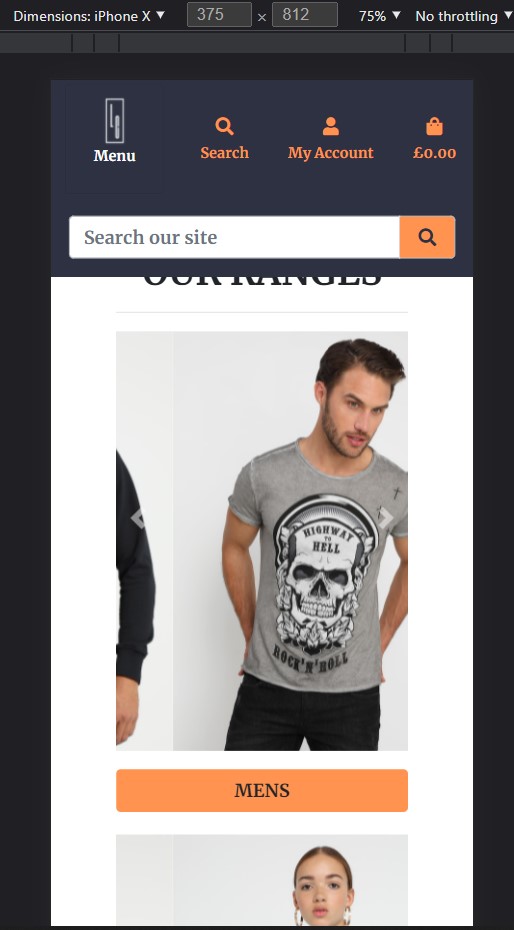 Dimensions: iPhone X ▼ 375 × 812 75% ▼ No throttling ▼
Menu
Search
My Account
£0.00
Search our site
OUR RANGES
HIGHWAY
TO
HELL
ROCK'N'ROLL
MENS